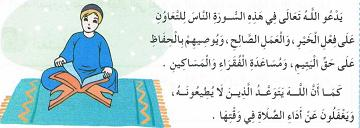 يَدْعُو اللَّهُ تَعَالَى فِي هَذِهِ السُّورَةِ النَّاسَ لِلتَّعَاوُنِ
عَلَى فِعْلِ الْخَيْرِ، وَالْعَمَلِ الصَّالِحِ، وَيُوصِيهِمْ بِالْحِفَاظِ
عَلَى حَقِّ الْيَتِيمِ، وَمُسَاعَدَةِ الْفُقَرَاءِ وَالْمَسَاكِينِ.
كَمَا أَنَّ اللَّهَ يَتَوَعَّدُ الَّذِينَ لَا يُطِيعُونَهُ،
وَيَغْفَلُونَ عَنْ أَدَاءِ الصَّلَاةِ فِي وَقْتِهَا.